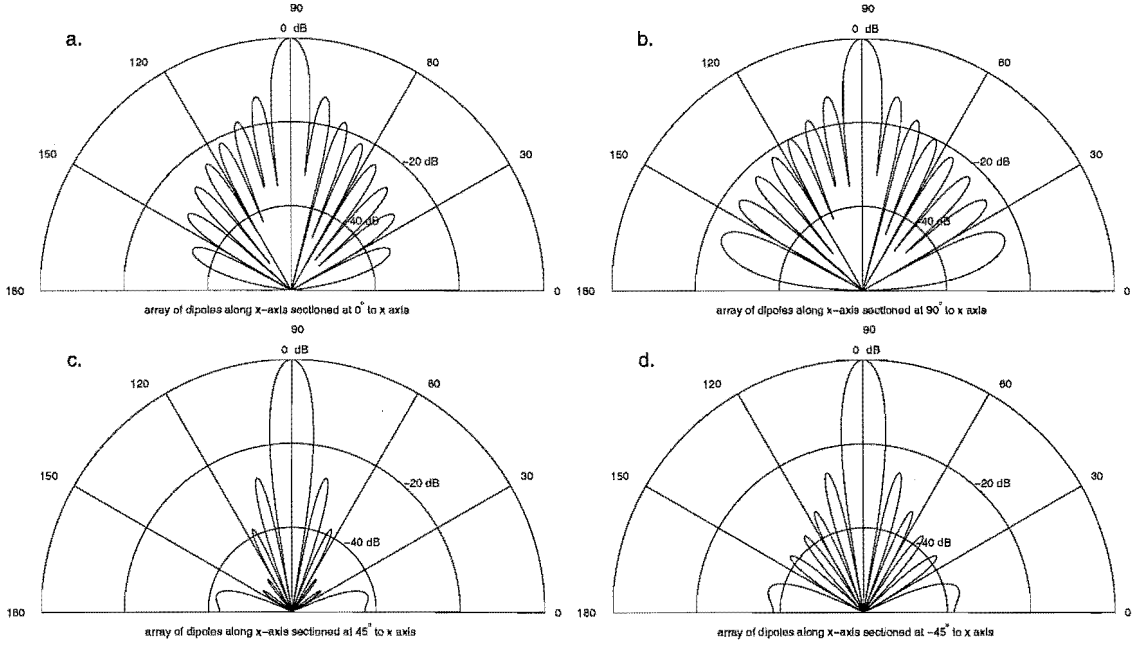 90
0 dB
a.
120
80
150
30
-20 dB
-40 dB
180
0
array of dipoles along x-axis sectioned at 0° to x axis
90
0 dB
b.
120
80
150
30
-20 dB
-40 dB
180
0
array of dipoles along x-axis sectioned at 90° to x axis
90
0 dB
c.
120
60
150
30
-20 dB
-40 dB
180
0
array of dipoles along x-axis sectioned at 45° to x axis
90
0 dB
d.
120
60
150
30
-20 dB
-40 dB
180
0
array of dipoles along x-axis sectioned at -45° to x axis